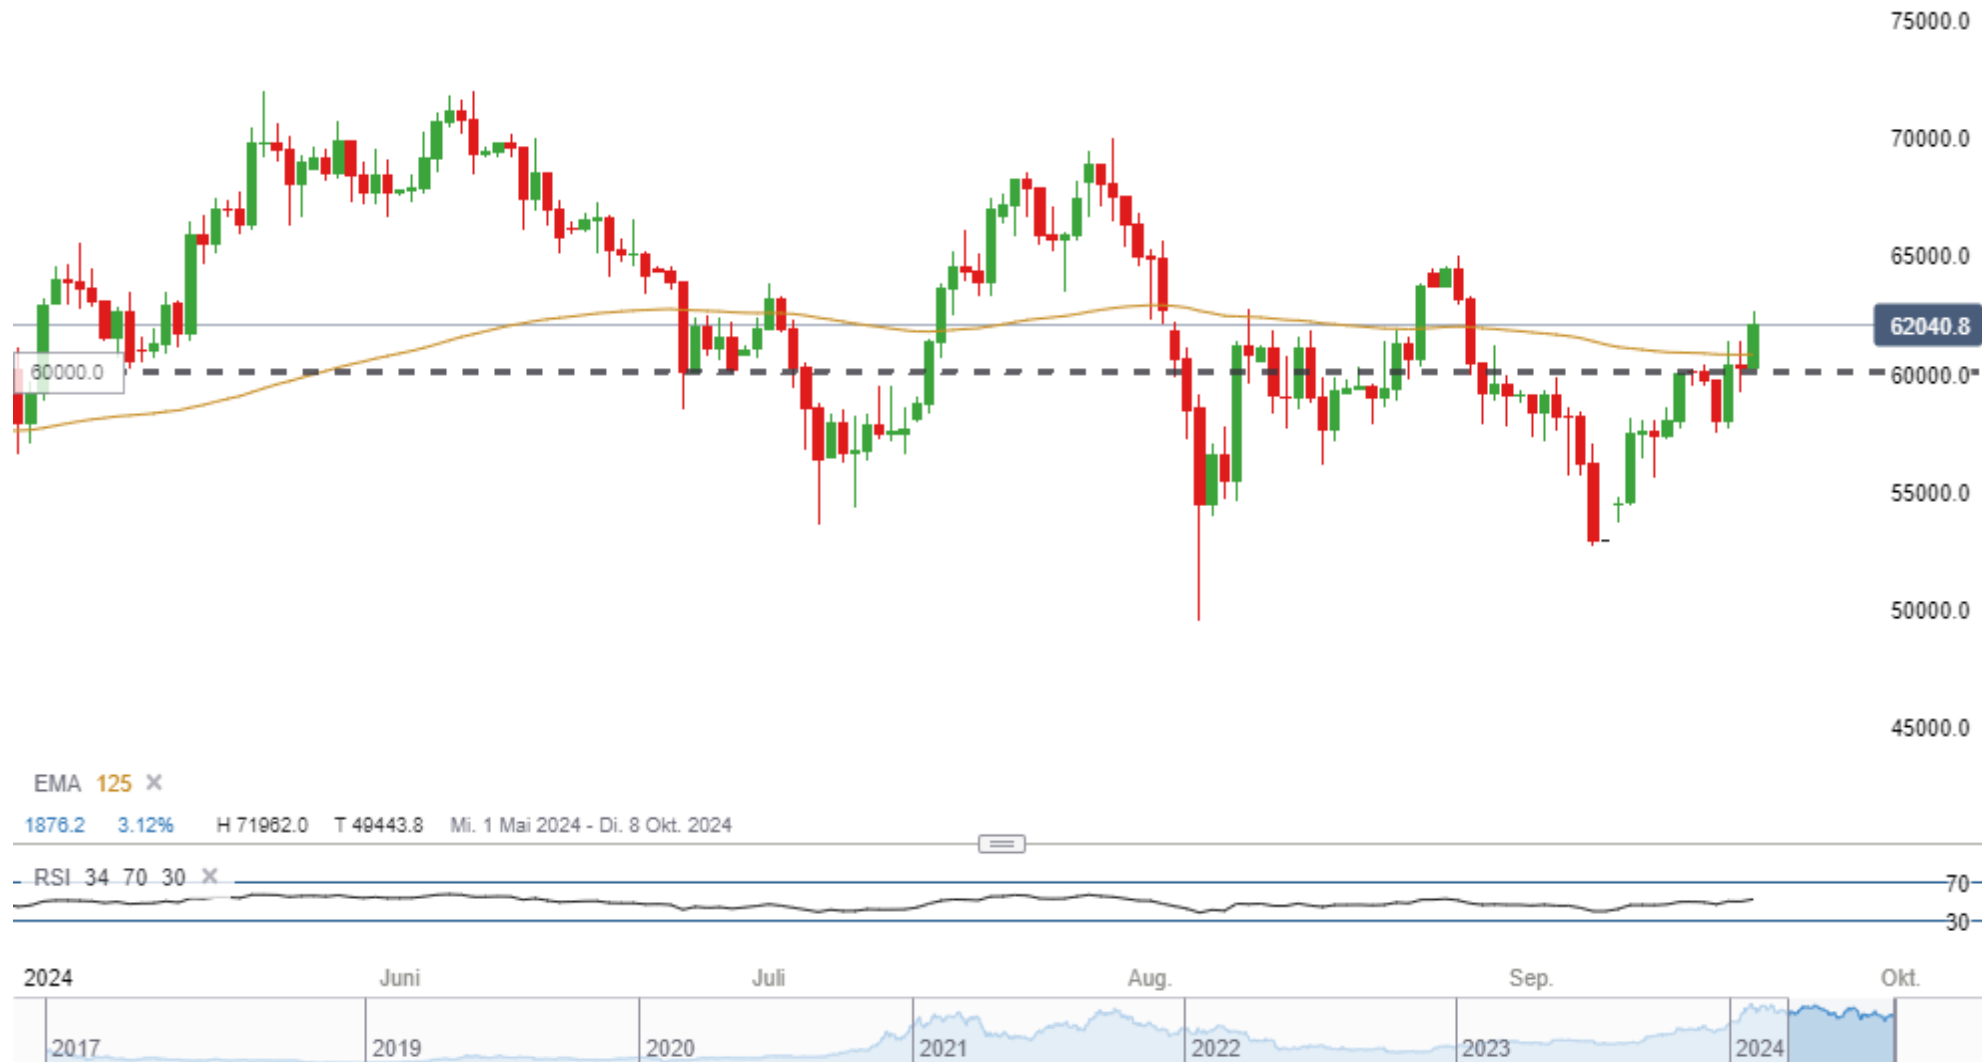 75000.0
70000.0
65000.0
62040.8
60000.0
60000.0
55000.0
50000.0
45000.0
EMA 125 ×
1876.2 3.12% H 71962.0 T 49443.8 Mi. 1 Mai 2024 - Di. 8 Okt. 2024
RSI 34 70 30 ×
70
30
2024 Juni Juli Aug. Sep. Okt.
2017 2019 2020 2021 2022 2023 2024